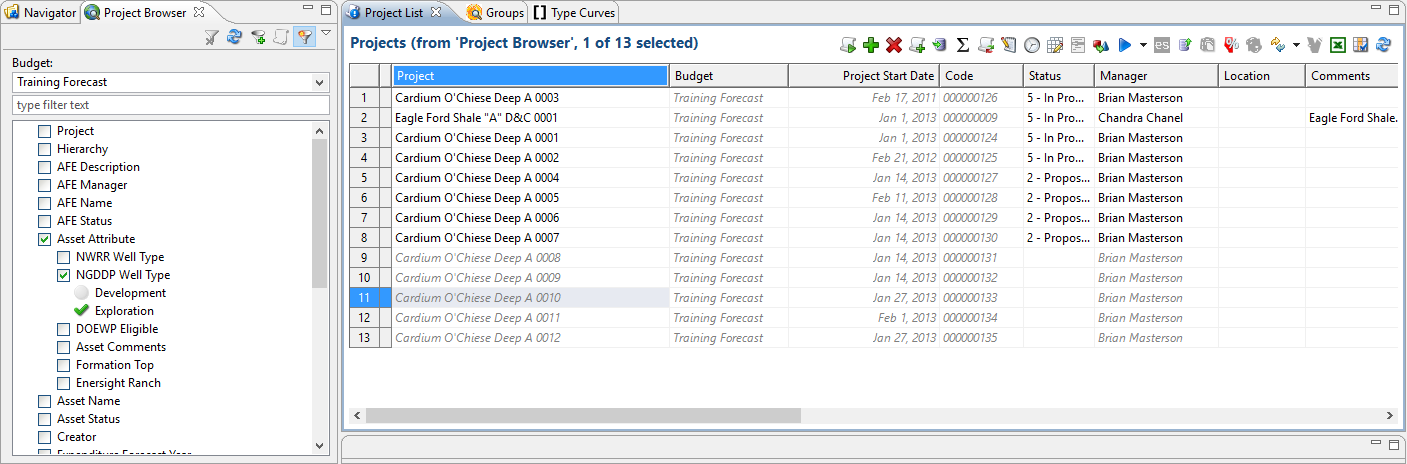 Navigator Project Browser
Budget:
Training Forecast
type filter text
Project
Hierarchy
AFE Description
AFE Manager
AFE Name
AFE Status
Asset Attribute
NWRR Well Type
NGDDP Well Type
Development
Exploration
DOEWP Eligible
Asset Comments
Formation Top
Enersight Ranch
Asset Name
Asset Status
Creator
Expenditure Forecast Year
Project List Groups [] Type Curves
Projects (from 'Project Browser', 1 of 13 selected)
es
Project Budget Project Start Date Code Status Manager Location Comments
1 Cardium O'Chiese Deep A 0003 Training Forecast Feb 17, 2011 000000126 5 - In Pro... Brian Masterson
2 Eagle Ford Shale "A" D&C 0001 Training Forecast Jan 1, 2013 000000009 5 - In Pro... Chandra Chanel Eagle Ford Shale.
3 Cardium O'Chiese Deep A 0001 Training Forecast Jan 1, 2013 000000124 5 - In Pro... Brian Masterson
4 Cardium O'Chiese Deep A 0002 Training Forecast Feb 21, 2012 000000125 5 - In Pro... Brian Masterson
5 Cardium O'Chiese Deep A 0004 Training Forecast Jan 14, 2013 000000127 2 - Propos... Brian Masterson
6 Cardium O'Chiese Deep A 0005 Training Forecast Feb 11, 2013 000000128 2 - Propos... Brian Masterson
7 Cardium O'Chiese Deep A 0006 Training Forecast Jan 14, 2013 000000129 2 - Propos... Brian Masterson
8 Cardium O'Chiese Deep A 0007 Training Forecast Jan 14, 2013 000000130 2 - Propos... Brian Masterson
9 Cardium O'Chiese Deep A 0008 Training Forecast Jan 14, 2013 000000131 Brian Masterson
10 Cardium O'Chiese Deep A 0009 Training Forecast Jan 14, 2013 000000132 Brian Masterson
11 Cardium O'Chiese Deep A 0010 Training Forecast Jan 27, 2013 000000133 Brian Masterson
12 Cardium O'Chiese Deep A 0011 Training Forecast Feb 1, 2013 000000134 Brian Masterson
13 Cardium O'Chiese Deep A 0012 Training Forecast Jan 27, 2013 000000135 Brian Masterson